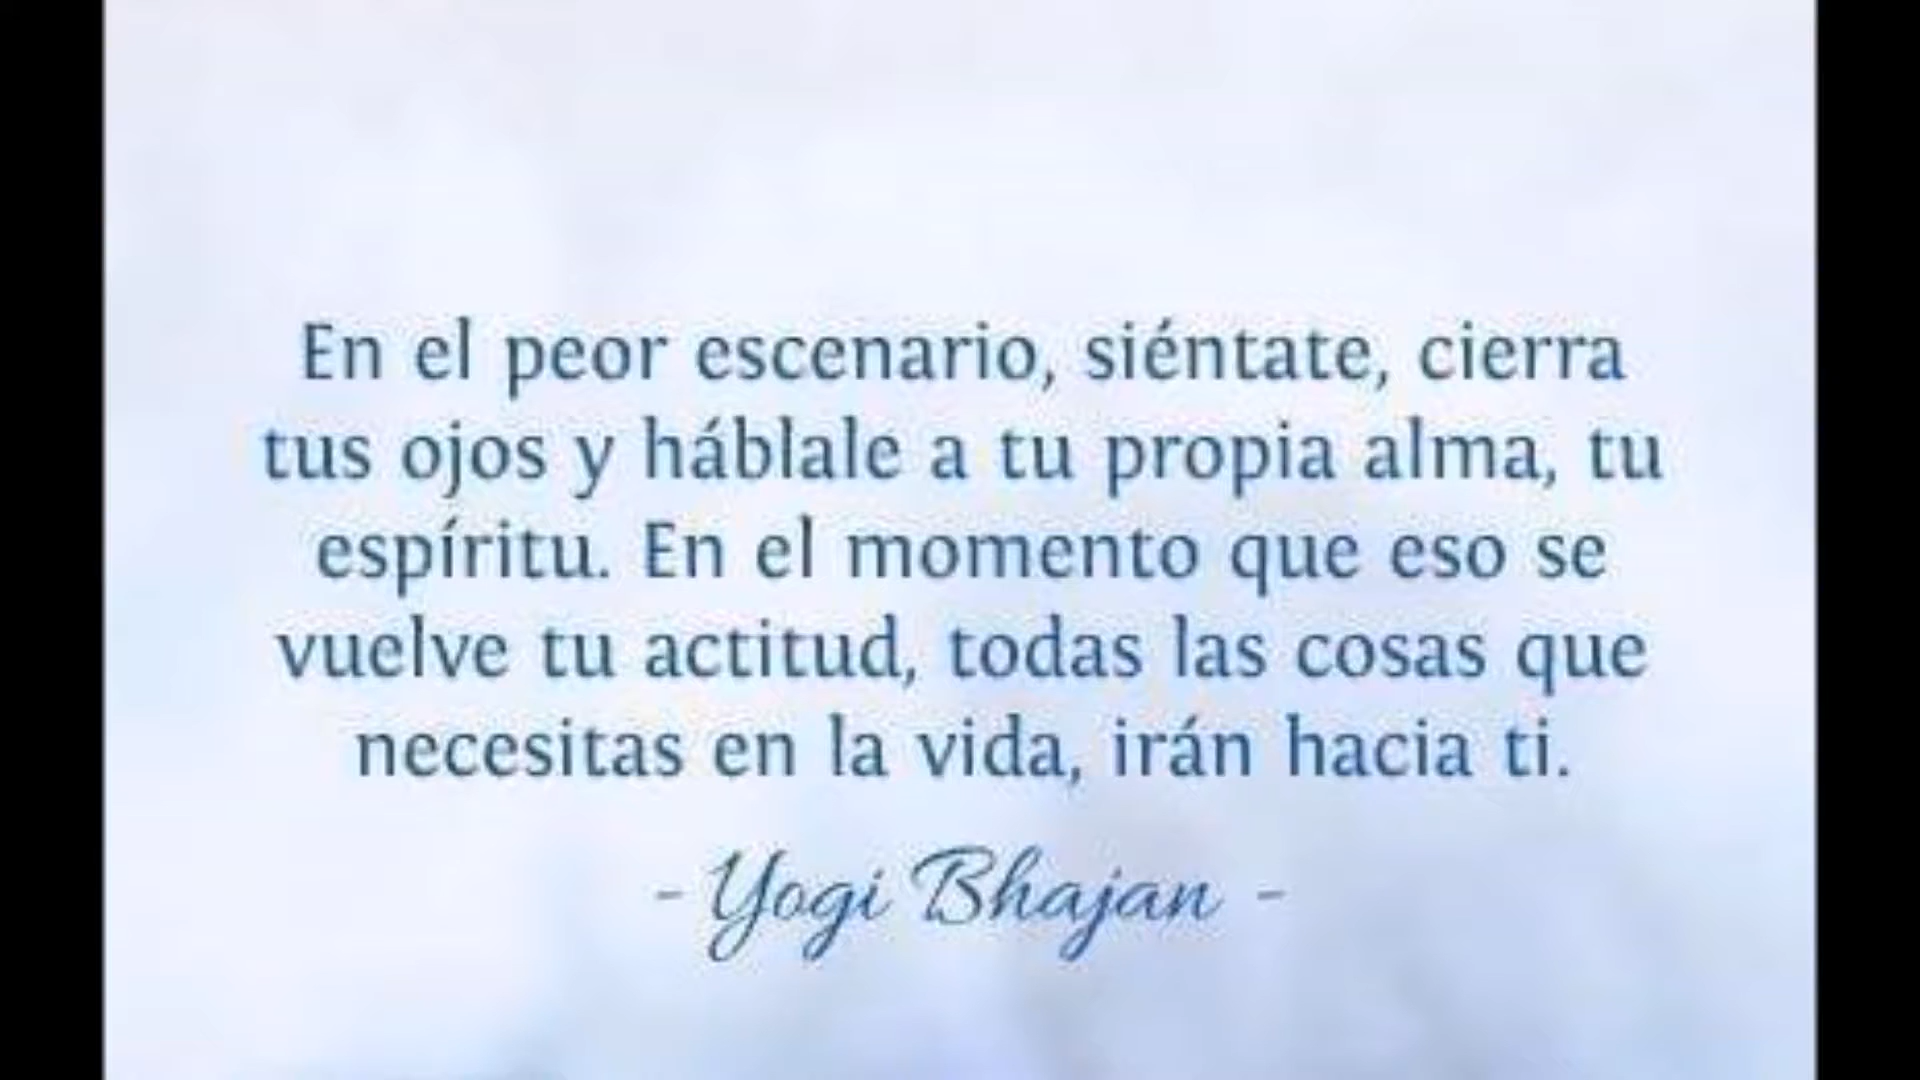 En el peor escenario, siéntate, cierra
tus ojos y háblale a tu propia alma, tu
espíritu. En el momento que eso se
vuelve tu actitud, todas las cosas que
necesitas en la vida, irán hacia ti.
- Yogi Bhajan -